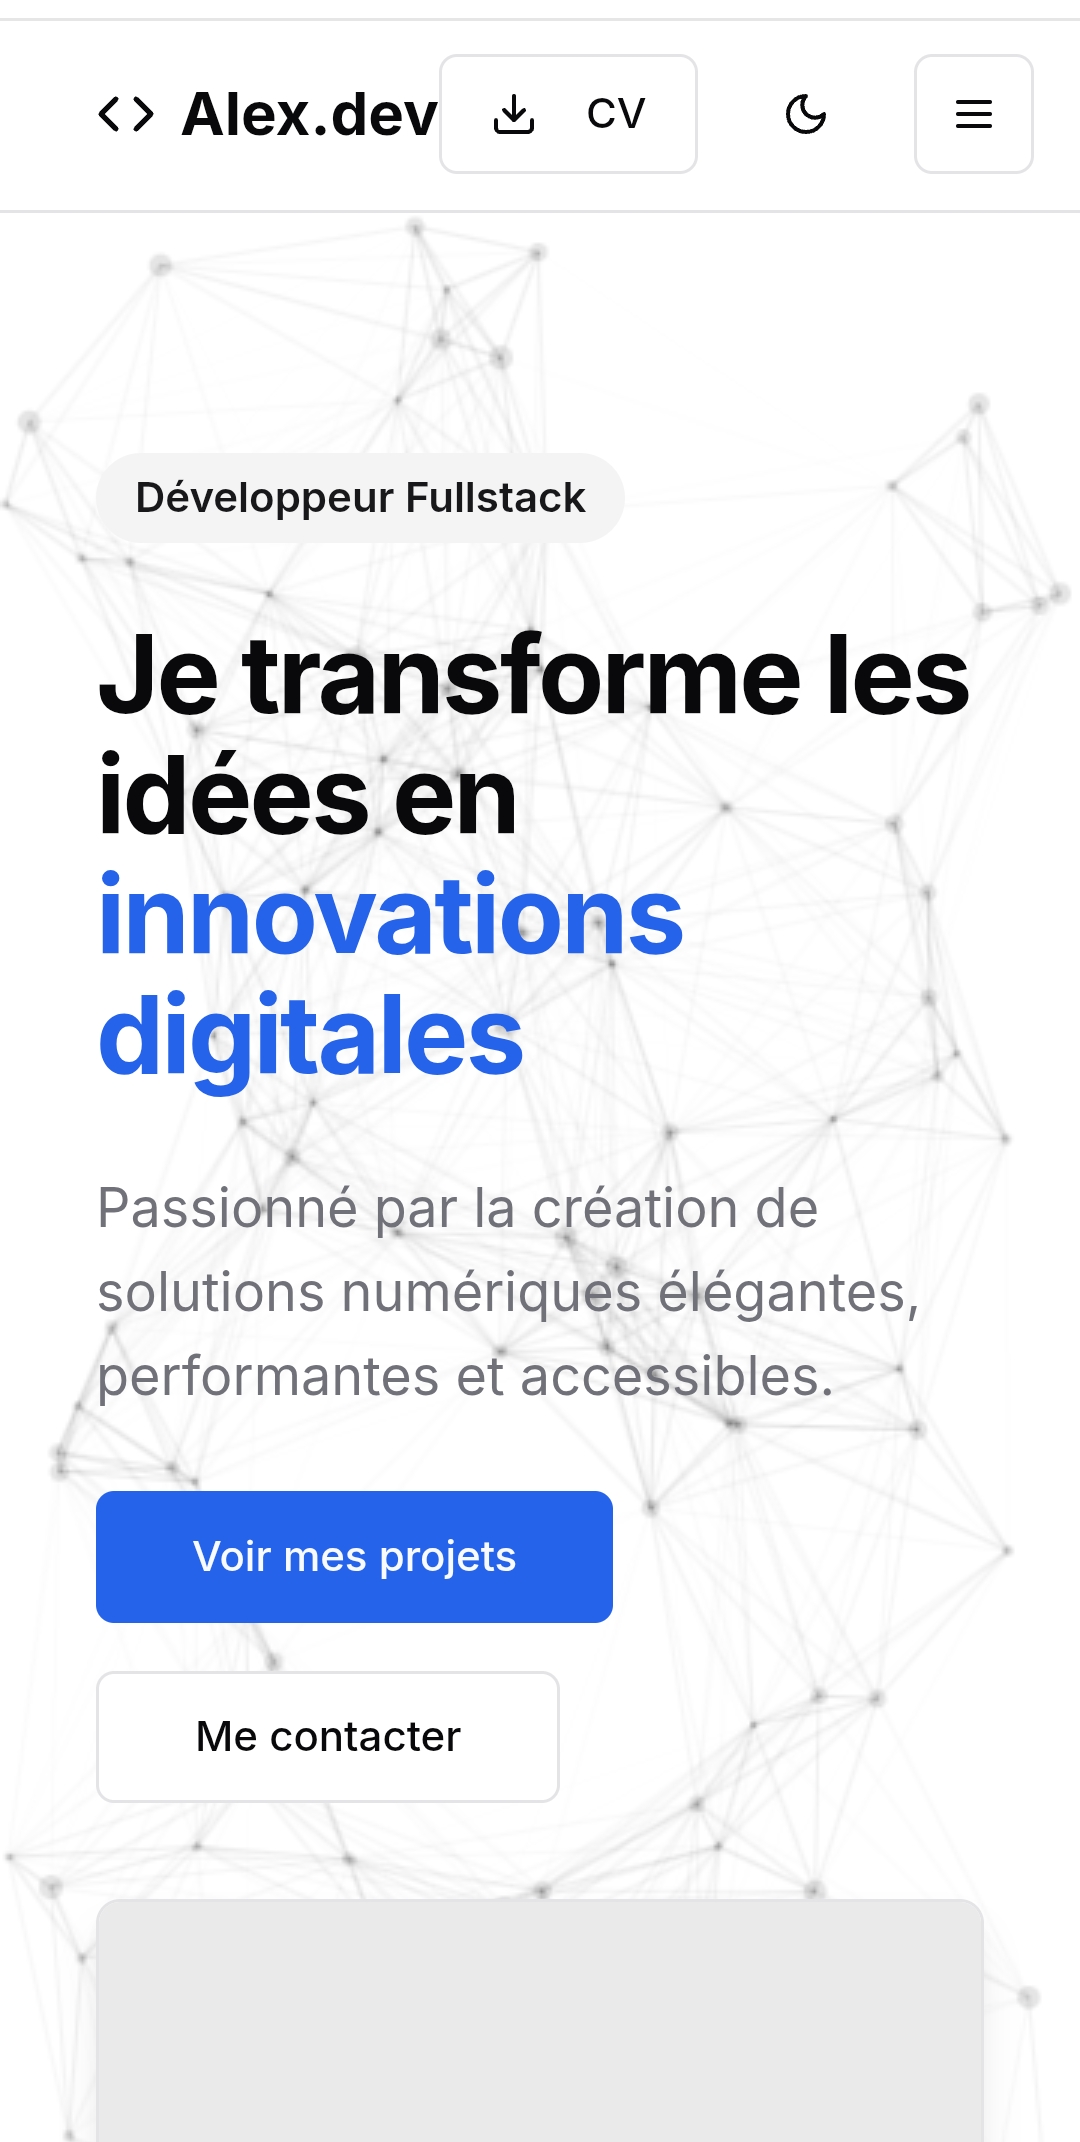 Alex.dev
CV
Développeur Fullstack
Je transforme les
idées en
innovations
digitales
Passionné par la création de
solutions numériques élégantes,
performantes et accessibles.
Voir mes projets
Me contacter